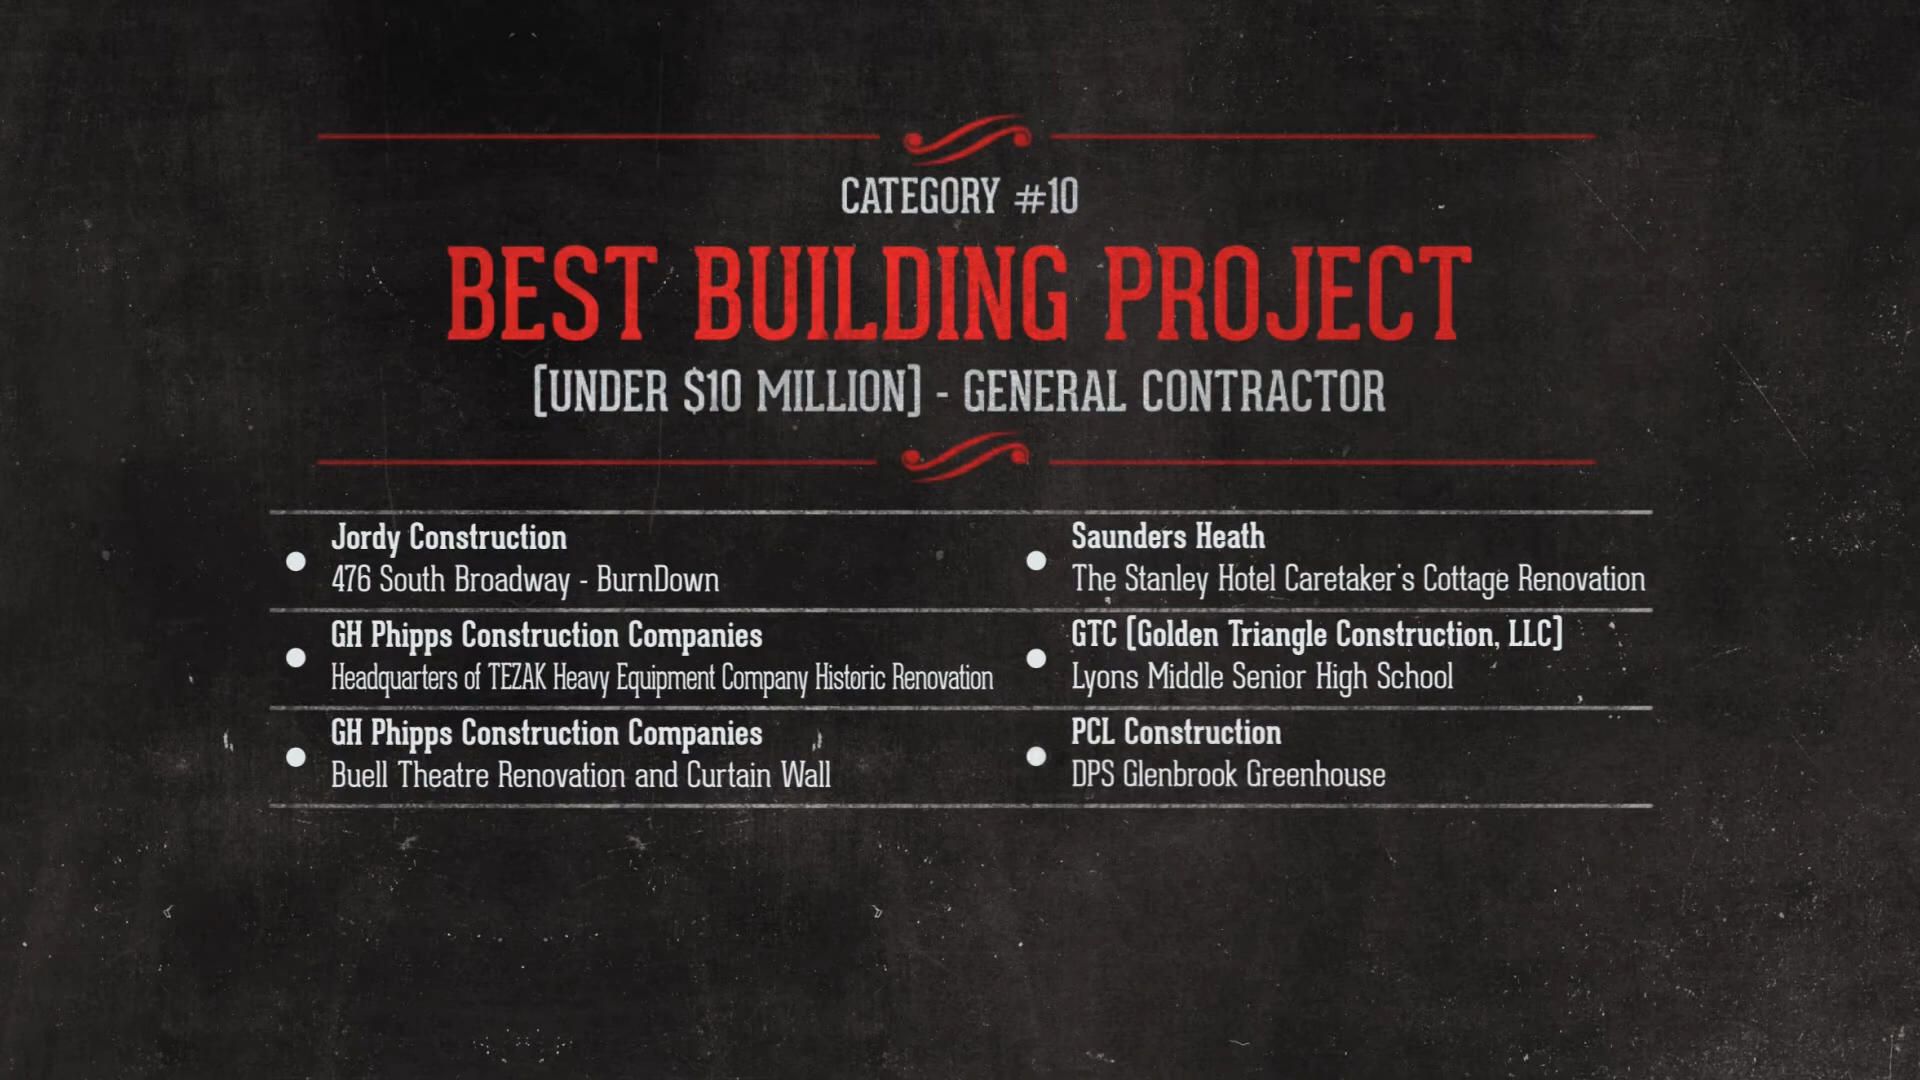 CATEGORY #10
BEST BUILDING PROJECT
(UNDER $10 MILLION) - GENERAL CONTRACTOR
Jordy Construction
476 South Broadway - BurnDown
GH Phipps Construction Companies
Headquarters of TEZAK Heavy Equipment Company Historic Renovation
GH Phipps Construction Companies
Buell Theatre Renovation and Curtain Wall
Saunders Heath
The Stanley Hotel Caretaker's Cottage Renovation
GTC (Golden Triangle Construction, LLC)
Lyons Middle Senior High School
PCL Construction
DPS Glenbrook Greenhouse